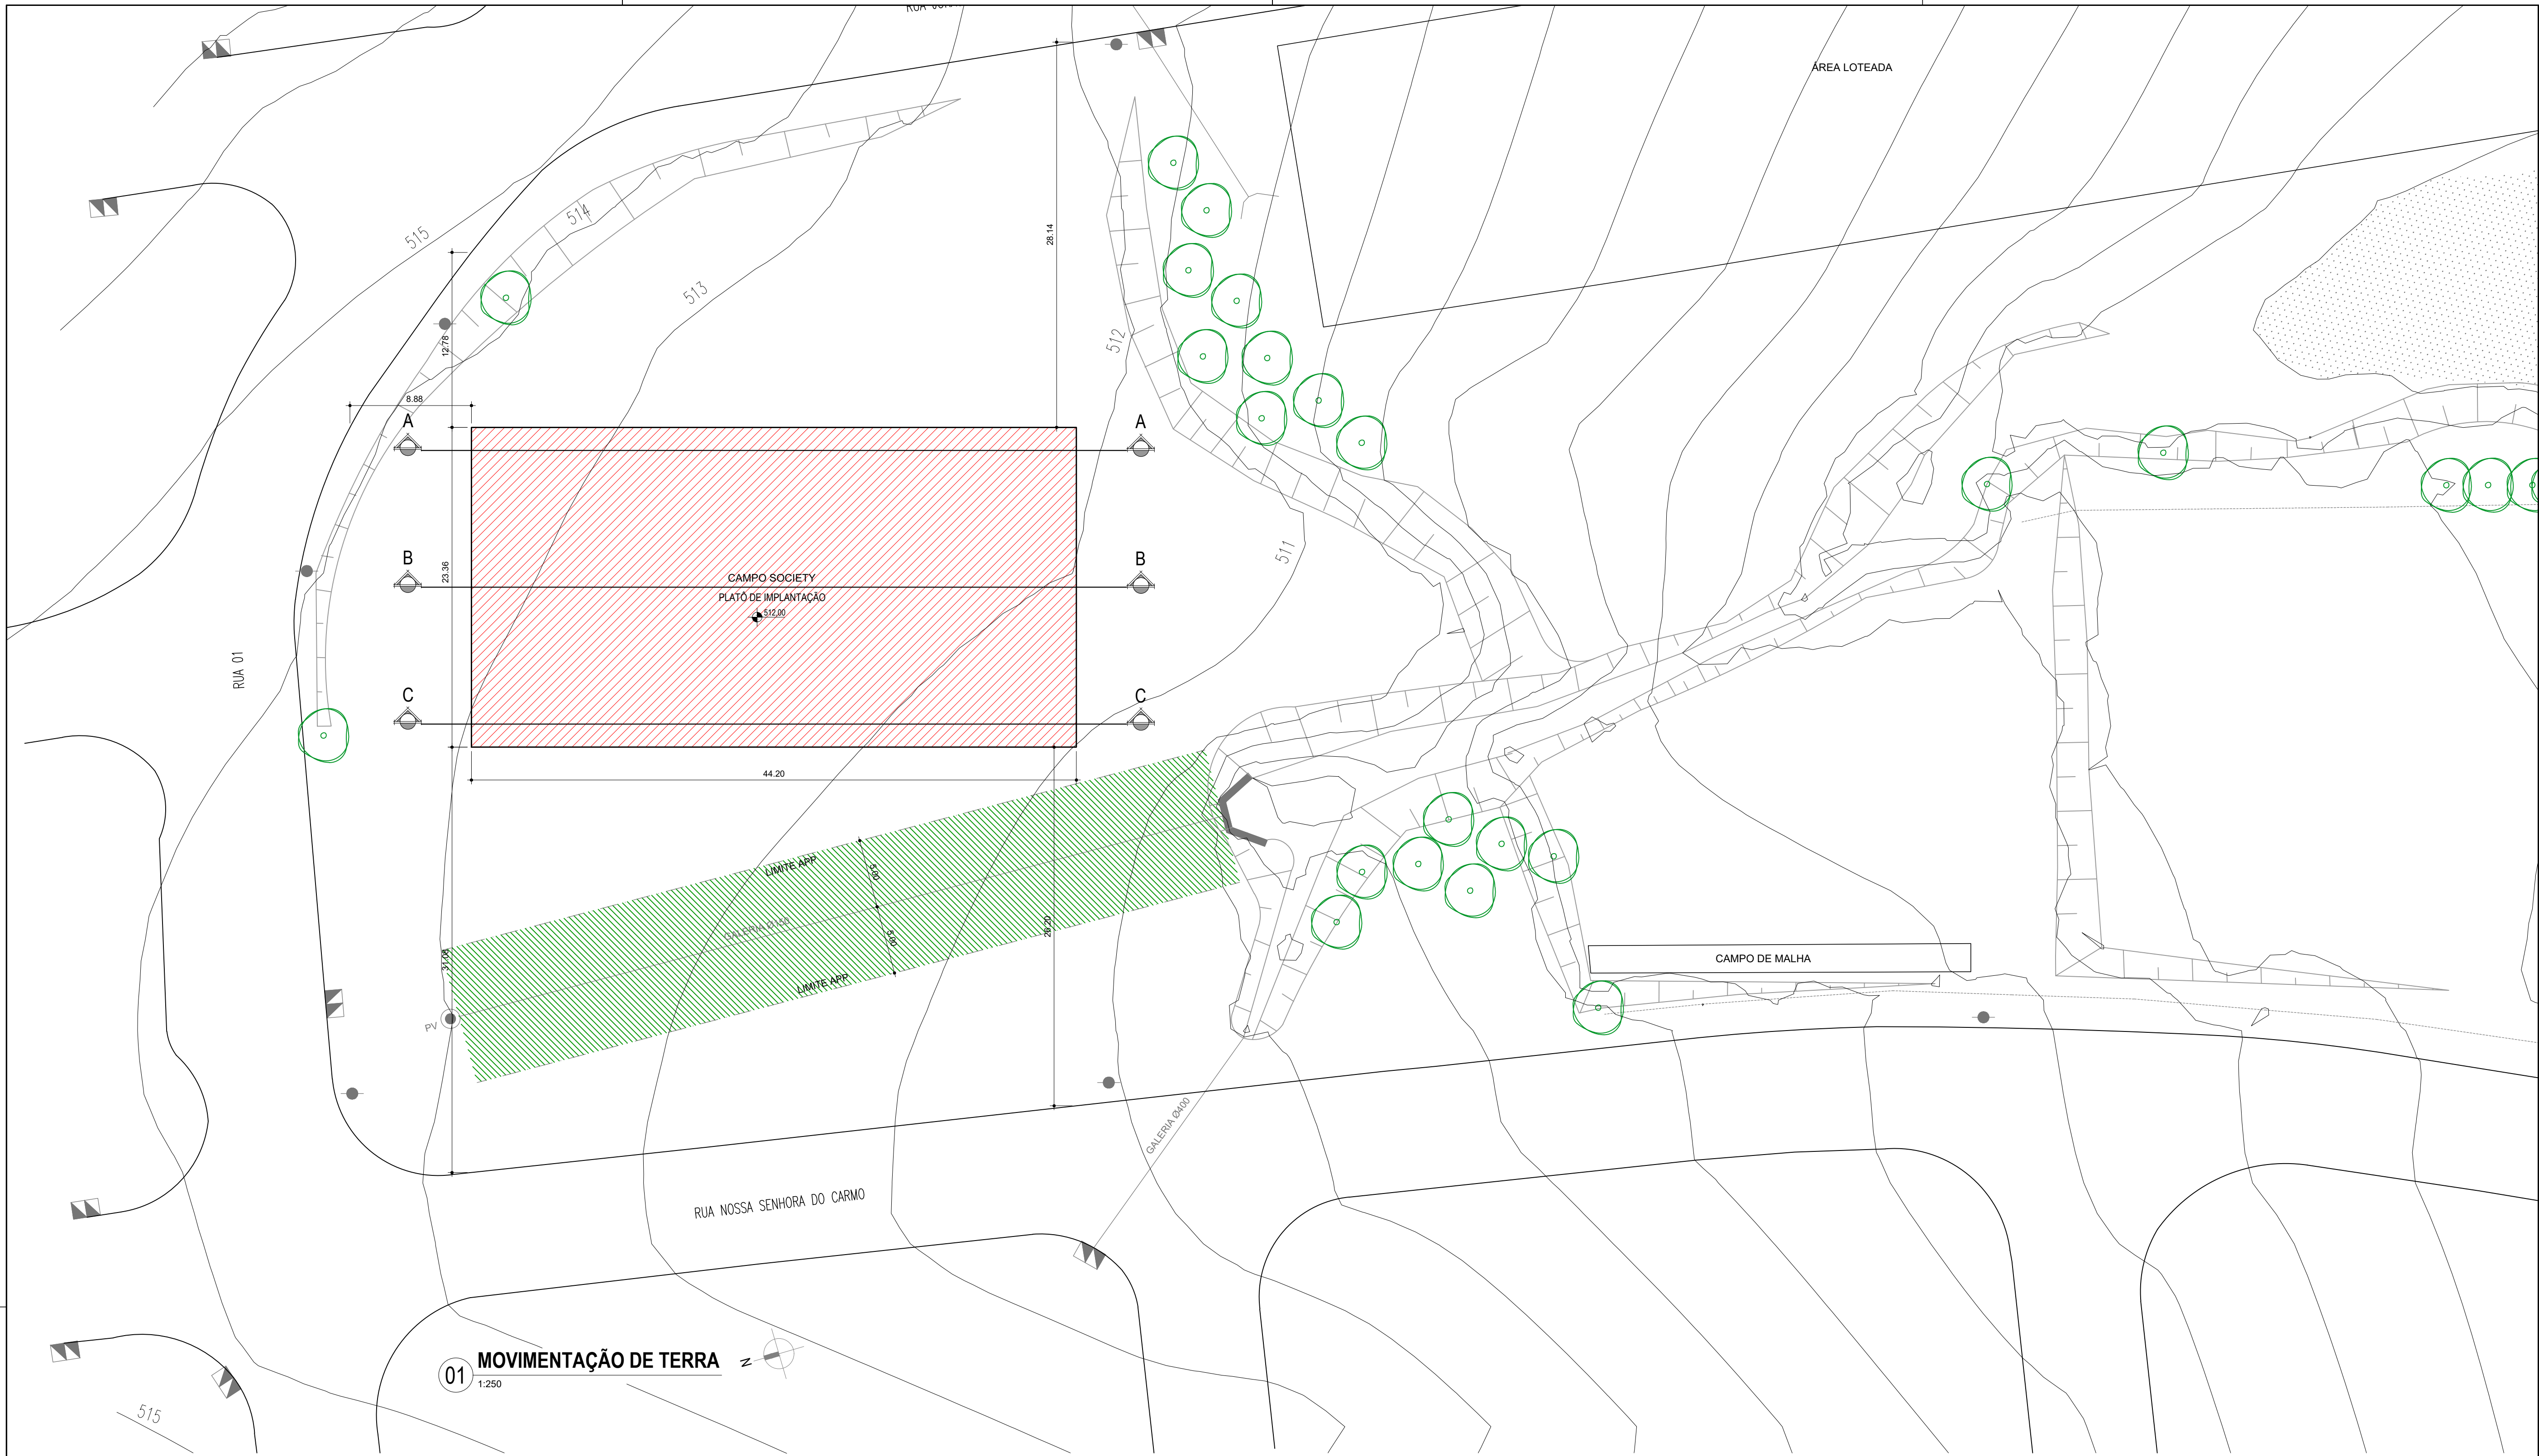 ÁREA LOTEADA
514
515
28.14
513
512
12.78
8.88
A
A
511
B
B
23.36
CAMPO SOCIETY
PLATÔ DE IMPLANTAÇÃO
512,00
RUA 01
C
C
44.20
LIMITE APP
5.00
GALERIA Ø150
5.00
26.20
31.08
LIMITE APP
CAMPO DE MALHA
PV
GALERIA Ø400
RUA NOSSA SENHORA DO CARMO
01
MOVIMENTAÇÃO DE TERRA
1:250
N
515